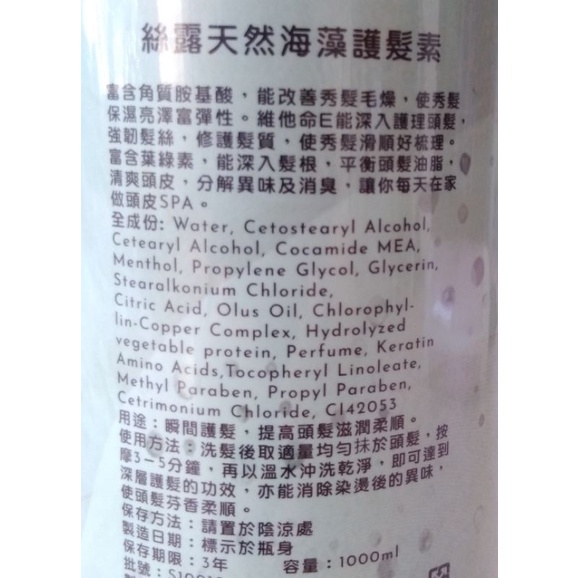 絲露天然海藻護髮素
富含角質胺基酸，能改善秀髮毛燥，使秀髮
保濕亮澤富彈性。維他命E能深入護理頭髮，
強韌髮絲，修護髮質，使秀髮滑順好梳理。
富含葉綠素，能深入髮根，平衡頭髮油脂，
清爽頭皮，分解異味及消臭，讓你每天在家
做頭皮SPA。
全成份: Water, Cetostearyl Alcohol,
Cetearyl Alcohol, Cocamide MEA,
Menthol, Propylene Glycol, Glycerin,
Stearalkonium Chloride,
Citric Acid, Olus Oil, Chlorophyl-
lin-Copper Complex, Hydrolyzed
vegetable protein, Perfume, Keratin
Amino Acids,Tocopheryl Linoleate,
Methyl Paraben, Propyl Paraben,
Cetrimonium Chloride, CI42053
用途：瞬間護髮，提高頭髮滋潤柔順。
使用方法：洗髮後取適量均勻抹於頭髮，按
摩3－5分鐘，再以溫水沖洗乾淨，即可達到
深層護髮的功效，亦能消除染燙後的異味，
使頭髮芬香柔順。
保存方法：請置於陰涼處
製造日期：標示於瓶身
保存期限：3年 容量：1000ml
批號：